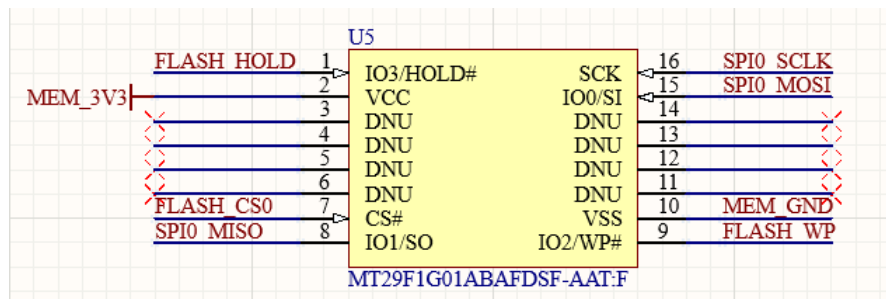 U5
FLASH_HOLD 1 IO3/HOLD# SCK 16 SPI0_SCLK
MEM_3V3 2 VCC IO0/SI 15 SPI0_MOSI
3 DNU DNU 14
4 DNU DNU 13
5 DNU DNU 12
6 DNU DNU 11
FLASH_CS0 7 CS# VSS 10 MEM_GND
SPI0_MISO 8 IO1/SO IO2/WP# 9 FLASH_WP
MT29F1G01ABAFDSF-AAT:F